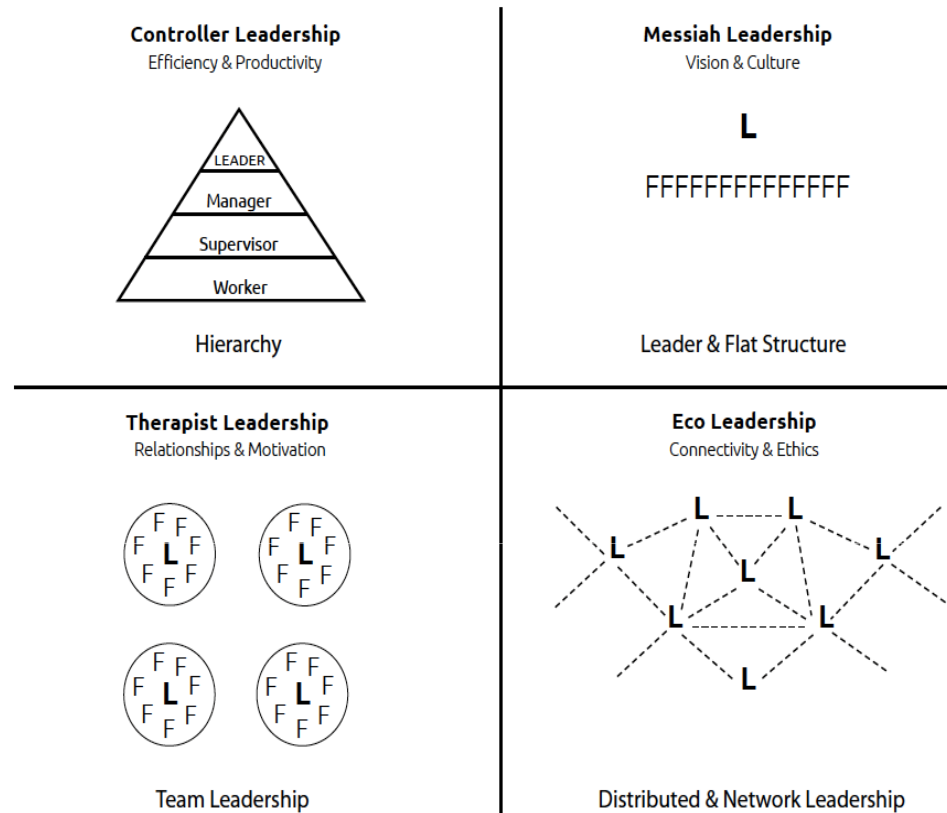 Controller Leadership
Efficiency & Productivity
LEADER
Manager
Supervisor
Worker
Hierarchy
Messiah Leadership
Vision & Culture
L
FFFFFFFFFFFFFF
Leader & Flat Structure
Therapist Leadership
Relationships & Motivation
F F
F L F
F F
F
F F
F L F
F F
F
F F
F L F
F F
F
F F
F L F
F F
F
Team Leadership
Eco Leadership
Connectivity & Ethics
L L
L L
L
L L
L
Distributed & Network Leadership